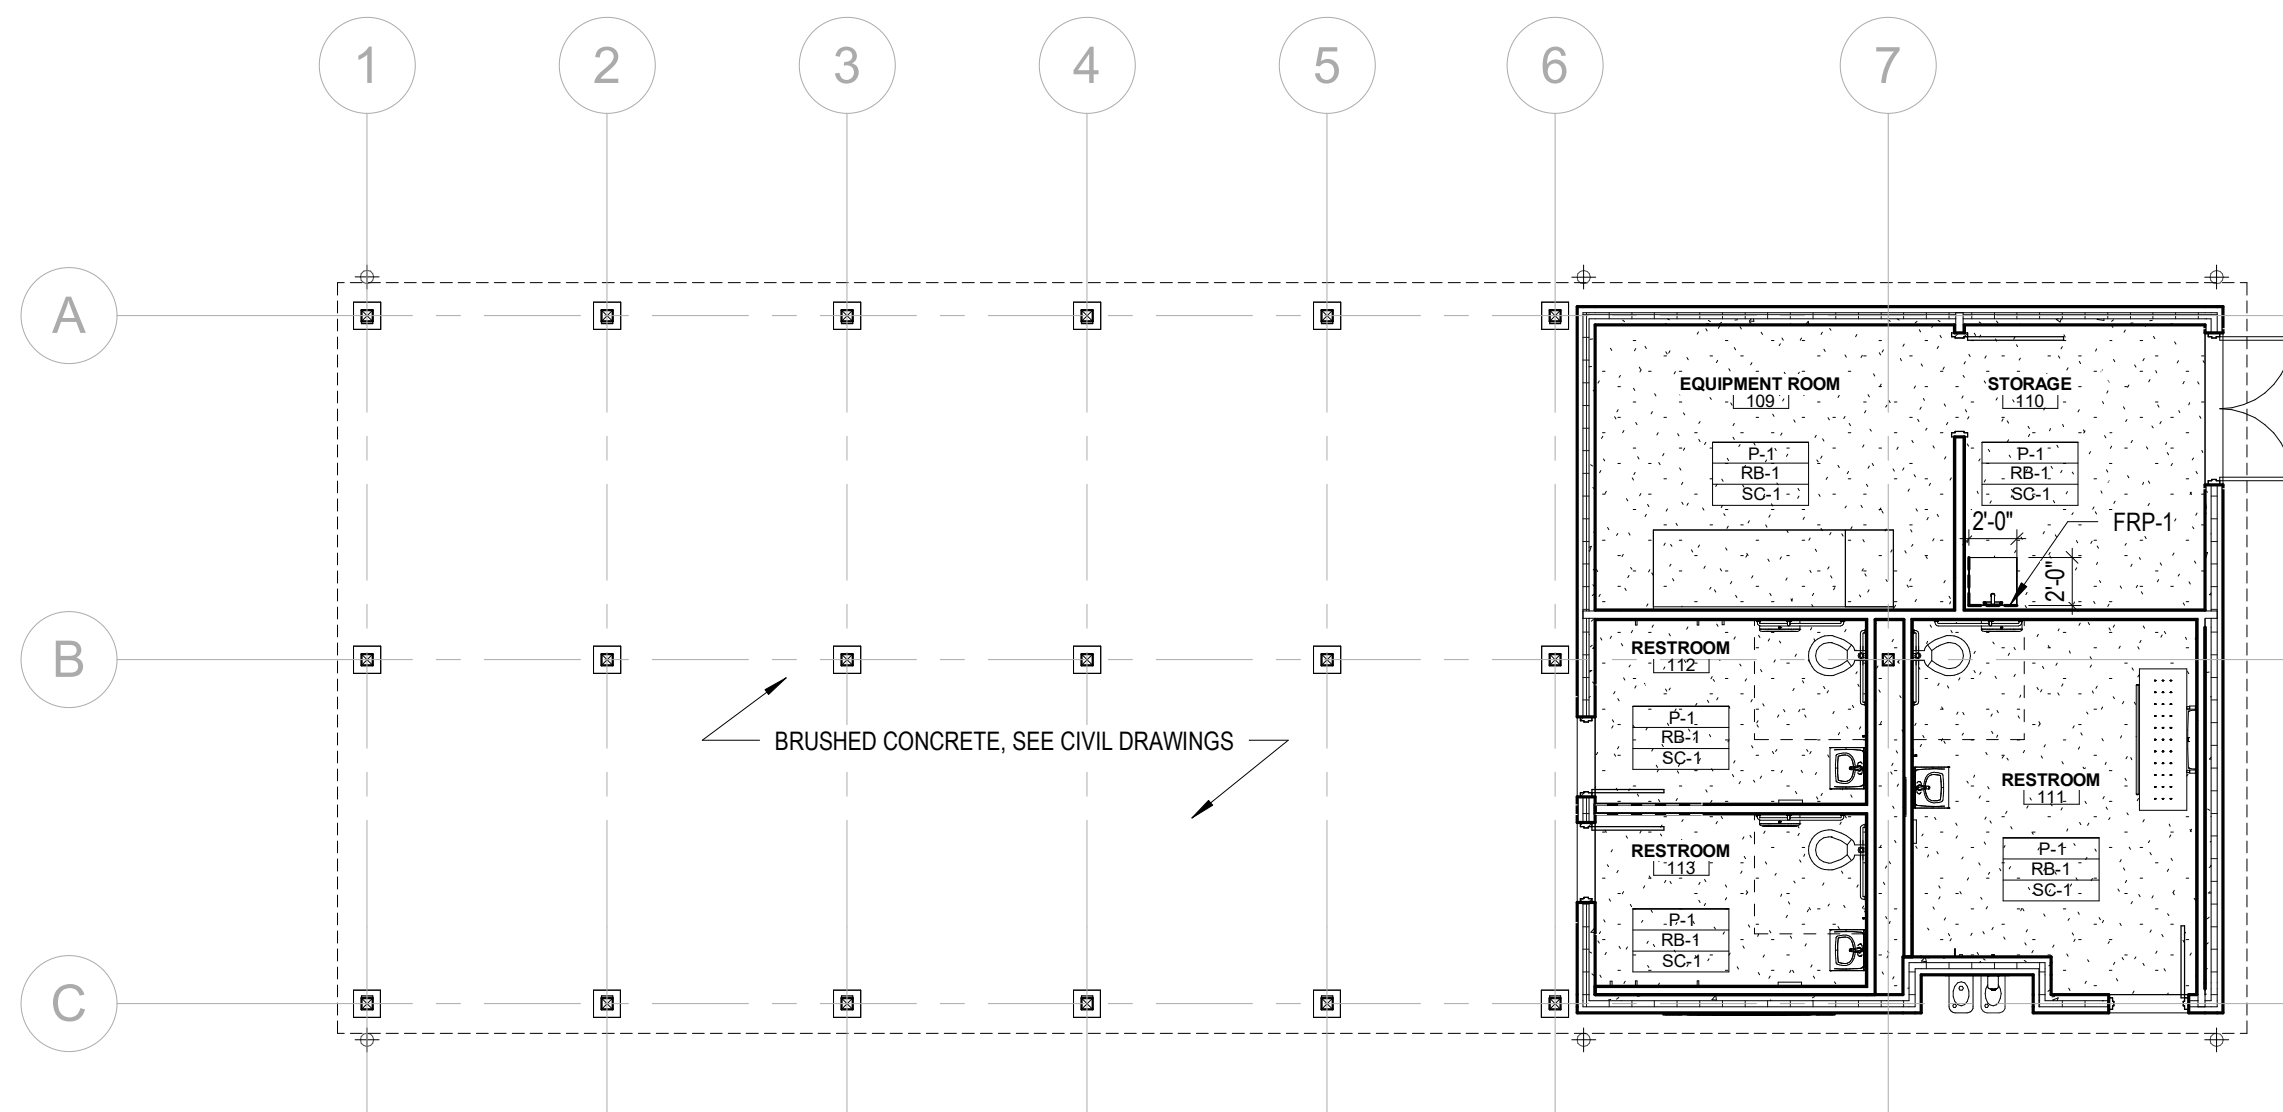 1
2
3
4
5
6
7
A
EQUIPMENT ROOM
109
STORAGE
110
P-1
RB-1
SC-1
P-1
RB-1
SC-1
2'-0"
FRP-1
2'-0"
B
RESTROOM
112
P-1
RB-1
SC-1
BRUSHED CONCRETE, SEE CIVIL DRAWINGS
RESTROOM
111
P-1
RB-1
SC-1
RESTROOM
113
P-1
RB-1
SC-1
C